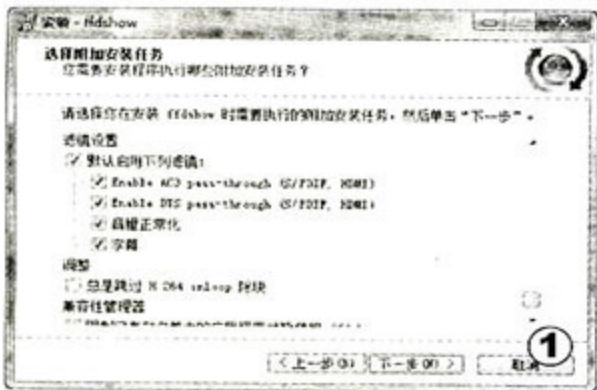 安装 - ffdshow
选择附加安装任务
您需要安装程序执行哪些附加安装任务？
请选择您在安装 ffdshow 时需要执行的附加安装任务，然后单击“下一步”。
滤镜设置
默认启用下列滤镜：
Enable AC3 pass-through (S/PDIF, HDMI)
Enable DTS pass-through (S/PDIF, HDMI)
音量正常化
字幕
调整
总是跳过 H.264 inloop 除块
兼容性管理器
< 上一步(B) 下一步(N) > 取消
①